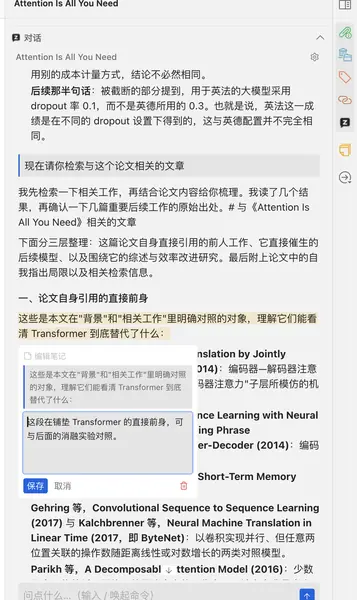 Attention Is All You Need
对话
Attention Is All You Need
用别的成本计量方式，结论不必然相同。
后续那半句话：被截断的部分提到，用于英法的大模型采用
dropout 率 0.1，而不是英德所用的 0.3。也就是说，英法这一成
绩是在不同的 dropout 设置下得到的，这与英德配置并不完全相
同。
现在请你检索与这个论文相关的文章
我先检索一下相关工作，再结合论文内容给你梳理。我读了几个结
果，再确认一下几篇重要后续工作的原始出处。# 与《Attention Is
All You Need》相关的文章
下面分三层整理：这篇论文自身直接引用的前人工作、它直接催生的
后续模型、以及围绕它的综述与效率改进研究。最后附上论文中的自
我指出局限以及相关检索信息。
一、论文自身引用的直接前身
这些是本文在"背景"和"相关工作"里明确对照的对象，理解它们能看
清 Transformer 到底替代了什么：
编辑笔记
这些是本文在"背景"和"相关工作"里明确对照
的对象，理解它们能看清 Transformer 到底
替代了什么：
这段在铺垫 Transformer 的直接前身，可
与后面的消融实验对照。
保存 取消
nslation by Jointly
014)：编码器—解码器注意
码器注意力"子层所模仿的机
nce Learning with Neural
ng Phrase
er-Decoder (2014)：编码
Short-Term Memory
Gehring 等，Convolutional Sequence to Sequence Learning
(2017) 与 Kalchbrenner 等，Neural Machine Translation in
Linear Time (2017，即 ByteNet)：以卷积实现并行，但任意两
位置关联的操作数随距离线性或对数增长的两类对照模型。
Parikh 等，A Decomposabl ttention Model (2016)：少数
问点什么...（输入 / 唤起命令）